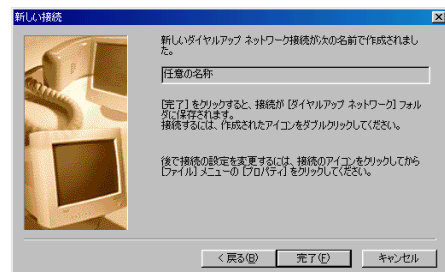 新しい接続
新しいダイヤルアップ ネットワーク接続が次の名前で作成されまし
た。
任意の名称
[完了] をクリックすると、接続が [ダイヤルアップ ネットワーク] フォル
ダに保存されます。
接続するには、作成されたアイコンをダブルクリックしてください。
後で接続の設定を変更するには、接続のアイコンをクリックしてから
[ファイル] メニューの [プロパティ] をクリックしてください。
< 戻る(B)
完了(F)
キャンセル